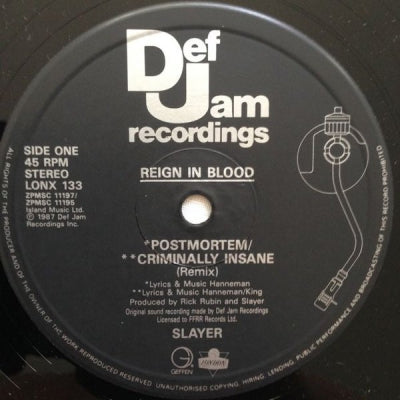 Def
Jam
recordings
SIDE ONE
45 RPM
STEREO
LONX 133
ZPMSC 11197/
ZPMSC 11195
Island Music Ltd.
℗ 1987 Def Jam
Recordings Inc.
REIGN IN BLOOD
*POSTMORTEM/
**CRIMINALLY INSANE
(Remix)
*Lyrics & Music Hanneman
**Lyrics & Music Hanneman/King
Produced by Rick Rubin and Slayer
Original sound recording made by Def Jam Recordings
Licensed to FFRR Records Ltd.
SLAYER
GEFFEN
LONDON
ALL RIGHTS OF THE PRODUCER AND OF THE OWNER OF THE WORK REPRODUCED RESERVED. UNAUTHORISED COPYING, HIRING, LENDING, PUBLIC PERFORMANCE AND BROADCASTING OF THIS RECORD PROHIBITED.